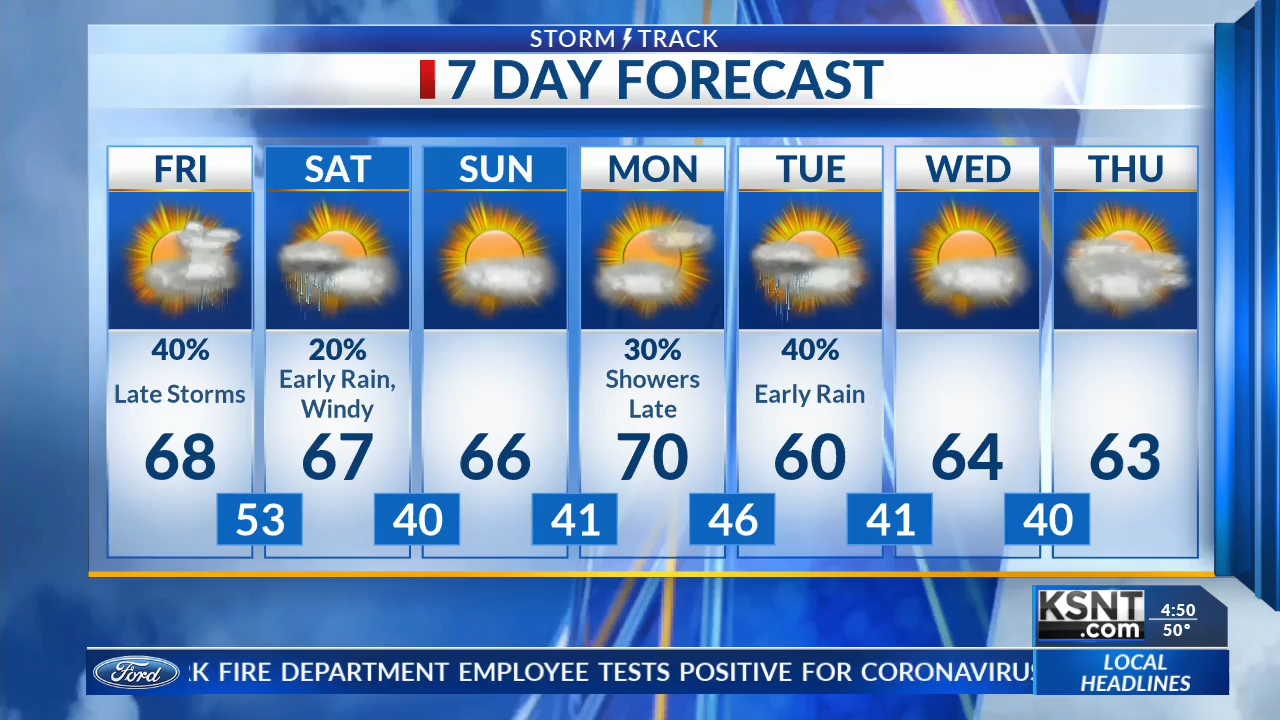 STORM TRACK
7 DAY FORECAST
FRI SAT SUN MON TUE WED THU
40% 20% 30% 40%
Late Storms
Early Rain,
Windy
Showers
Late
Early Rain
68 67 66 70 60 64 63
53 40 41 46 41 40
KSNT
.com
4:50
50°
Ford
RK FIRE DEPARTMENT EMPLOYEE TESTS POSITIVE FOR CORONAVIRUS
LOCAL
HEADLINES